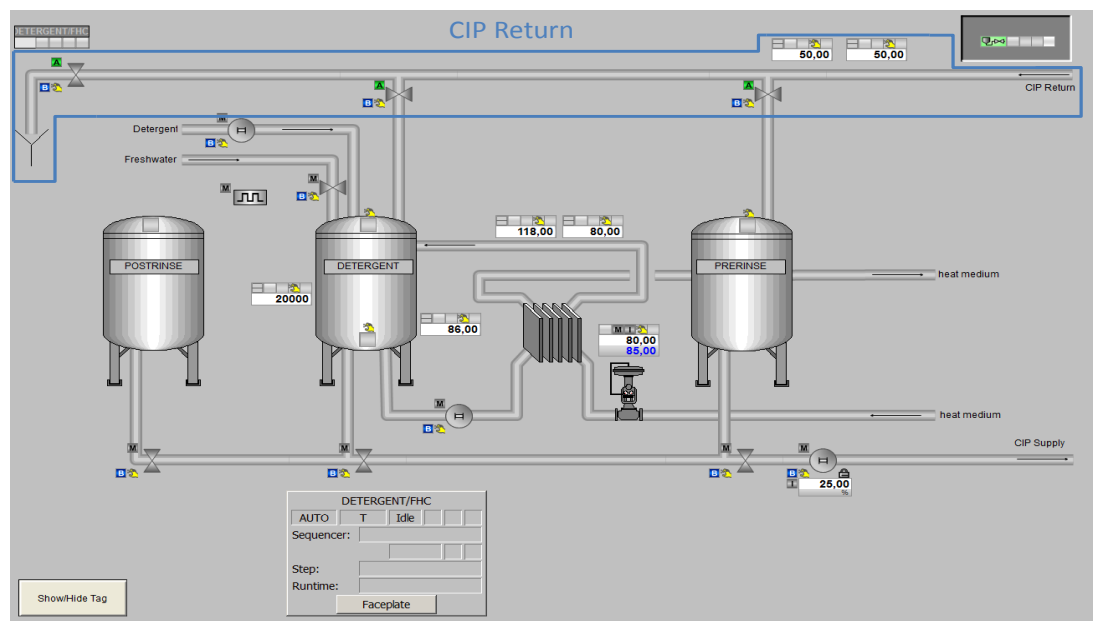 DETERGENT/FHC
CIP Return
50,00
50,00
A
B
A
B
A
B
CIP Return
M
Detergent
B
Freshwater
M
M
B
118,00
80,00
POSTRINSE
DETERGENT
PRERINSE
heat medium
20000
86,00
M I
80,00
85,00
M
B
heat medium
CIP Supply
M
B
M
B
M
B
M
B
I
25,00
%
DETERGENT/FHC
AUTO T Idle
Sequencer:
Step:
Runtime:
Faceplate
Show/Hide Tag